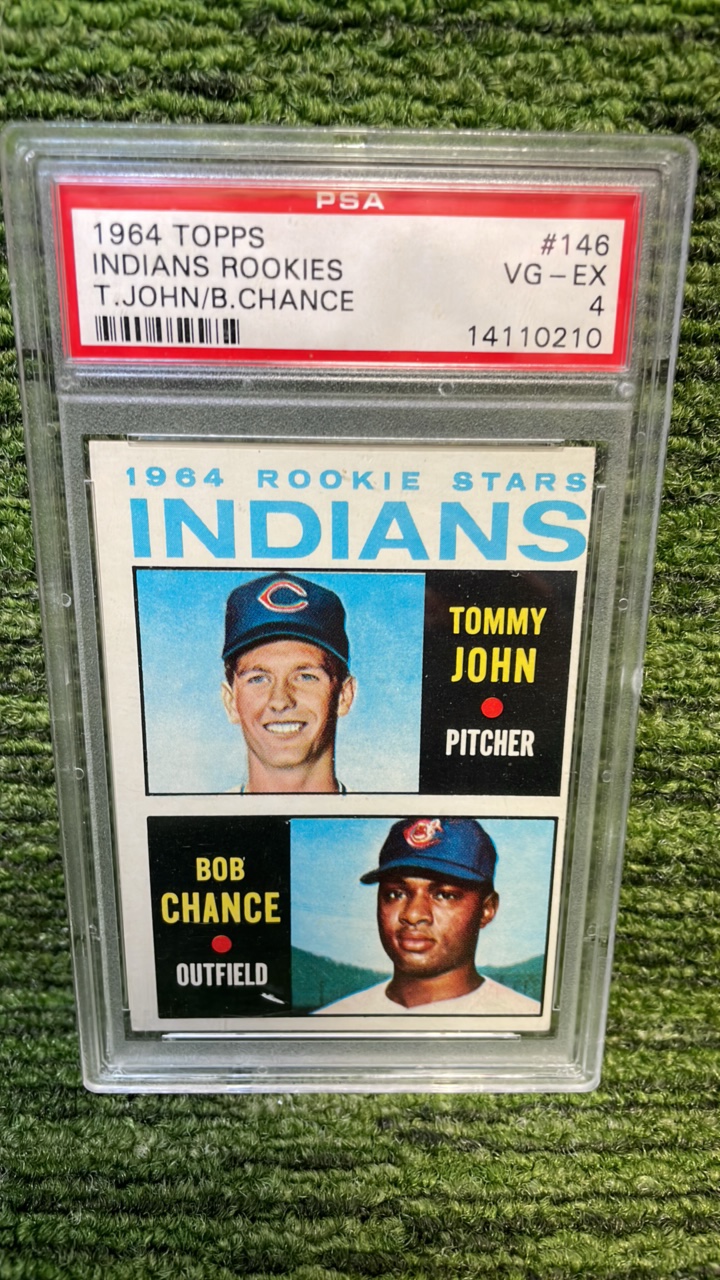 PSA
1964 TOPPS #146
INDIANS ROOKIES VG-EX
T.JOHN/B.CHANCE 4
14110210
1964 ROOKIE STARS
INDIANS
C
TOMMY
JOHN
PITCHER
BOB
CHANCE
OUTFIELD